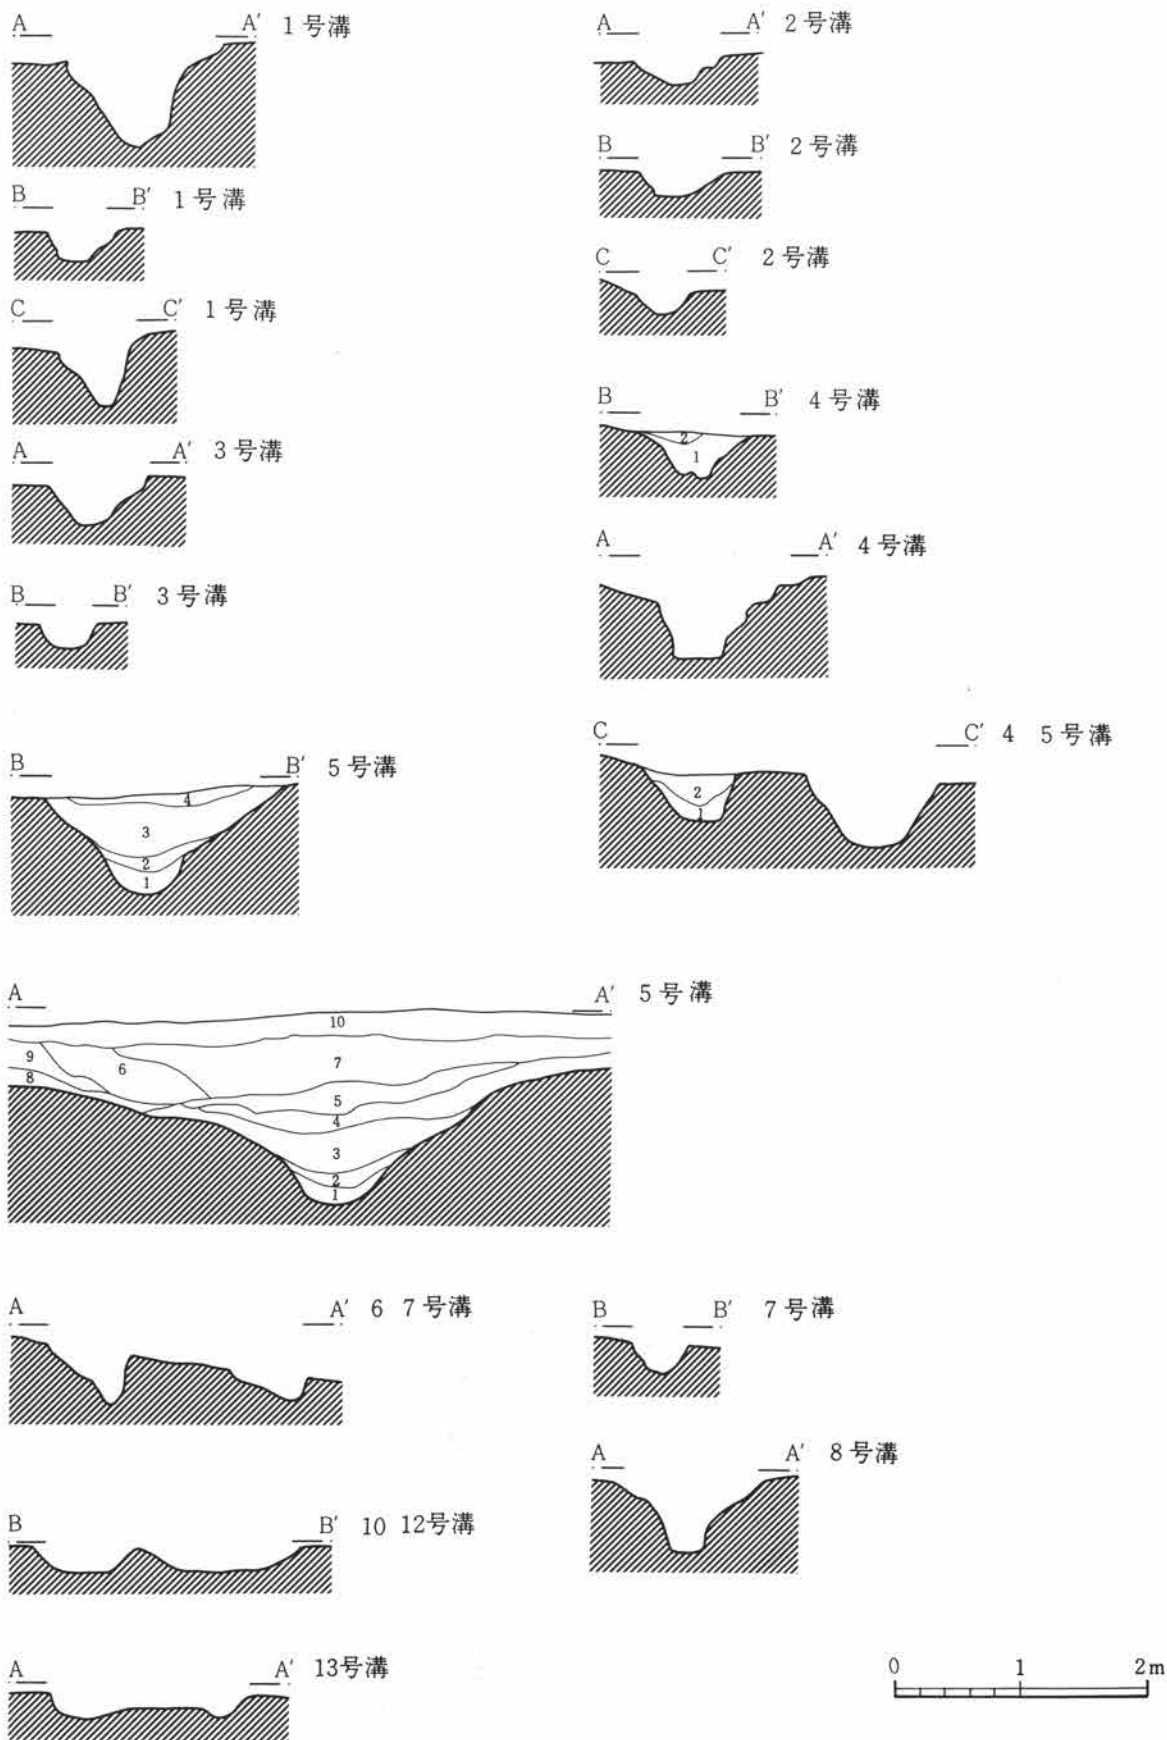 A A′ 1号溝
B B′ 1号溝
C C′ 1号溝
A A′ 3号溝
B B′ 3号溝
A A′ 2号溝
B B′ 2号溝
C C′ 2号溝
B B′ 4号溝
2
1
A A′ 4号溝
B B′ 5号溝
4
3
2
1
C C′ 4 5号溝
2
1
A A′ 5号溝
10
9
8
6
7
5
4
3
2
1
A A′ 6 7号溝
B B′ 7号溝
A A′ 8号溝
B B′ 10 12号溝
A A′ 13号溝
0 1 2m